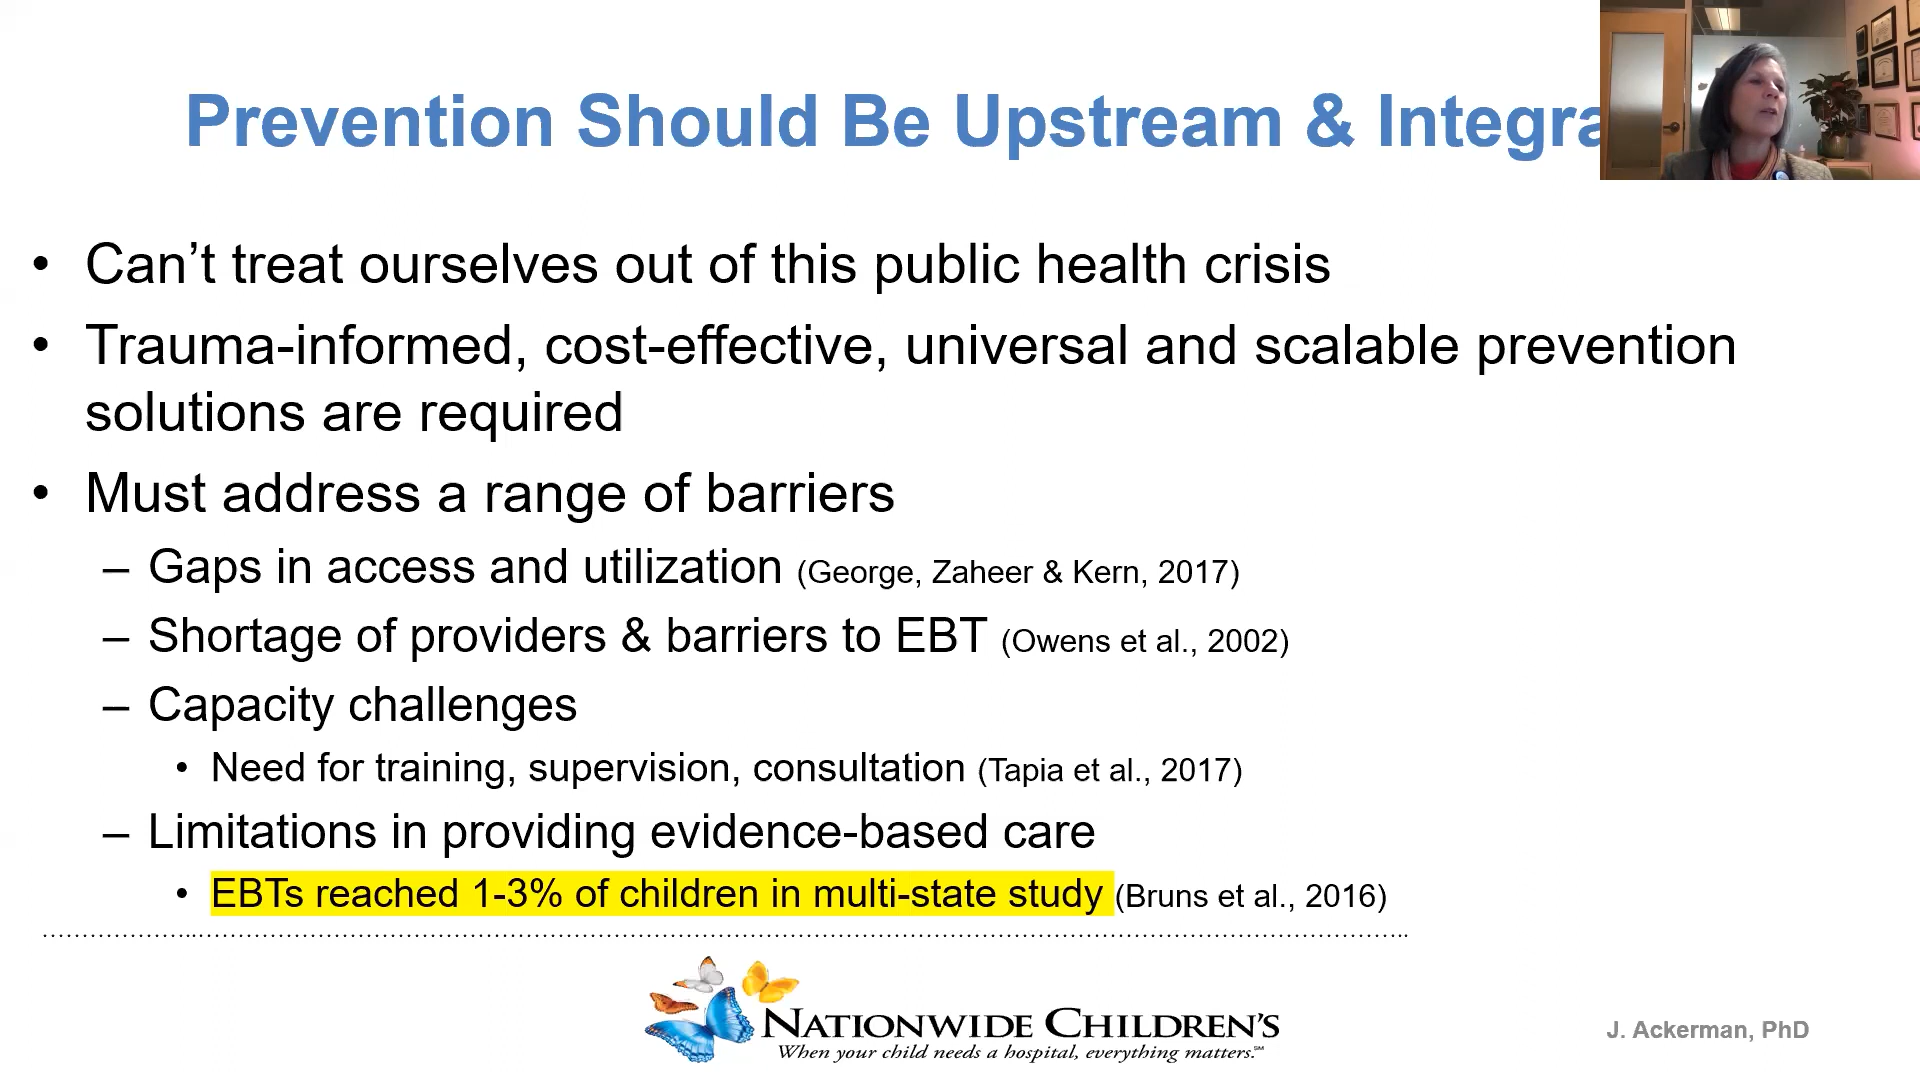 Prevention Should Be Upstream & Integra
• Can’t treat ourselves out of this public health crisis
• Trauma-informed, cost-effective, universal and scalable prevention
solutions are required
• Must address a range of barriers
– Gaps in access and utilization (George, Zaheer & Kern, 2017)
– Shortage of providers & barriers to EBT (Owens et al., 2002)
– Capacity challenges
• Need for training, supervision, consultation (Tapia et al., 2017)
– Limitations in providing evidence-based care
• EBTs reached 1-3% of children in multi-state study (Bruns et al., 2016)
NATIONWIDE CHILDREN'S
When your child needs a hospital, everything matters.℠
J. Ackerman, PhD